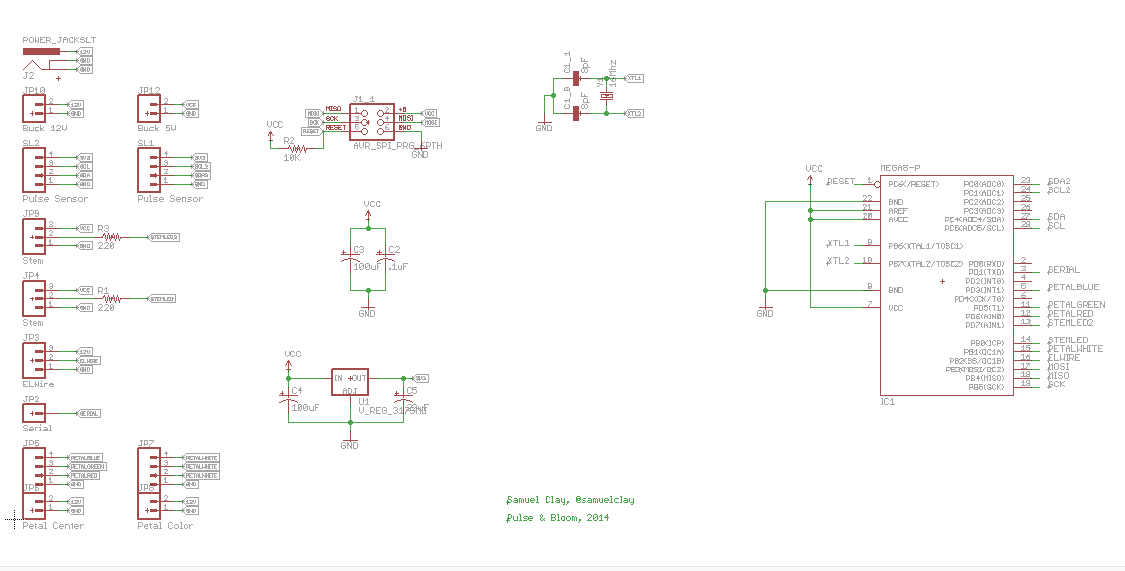 POWER_JACKSLT
12V
GND
GND
J2
JP10
2 12V
1 GND
Buck 12V
JP12
2 VCC
1 GND
Buck 5V
SL2
4 3V3
3 SCL
2 SDA
1 GND
Pulse Sensor
SL1
4 3V3
3 SCL2
2 SDA2
1 GND
Pulse Sensor
JP9
3 VCC
2
1 GND
R3
220
STEMLED2
Stem
JP4
3 VCC
2
1 GND
R1
220
STEMLED
Stem
JP3
3 12V
2 ELWIRE
1 GND
ELWire
JP2
1 SERIAL
Serial
JP5
4 PETALBLUE
3 PETALGREEN
2 PETALRED
1 GND
JP6
2 12V
1 GND
Petal Center
JP7
4 PETALWHITE
3 PETALWHITE
2 PETALWHITE
1 GND
JP8
2 12V
1 GND
Petal Color
J1_1
MISO MISO 1 2 +5 VCC
SCK SCK 3 4 MOSI MOSI
RESET RESET 5 6 GND
AVR_SPI_PRG_6PTH
GND
VCC
R2
10K
C1_1
8pF
C1_0
8pF
Y1
16Mhz
XTL1
XTL2
GND
VCC
C3
100uF
C2
.1uF
GND
VCC
IN +OUT
ADJ
3V3
C4
100uF
U1
V_REG_317SMD
C5
GND
Samuel Clay, @samuelclay
Pulse & Bloom, 2014
VCC
GND
MEGA8-P
RESET 1 PC6(/RESET)
22 GND
21 AREF
20 AVCC
XTL1 9 PB6(XTAL1/TOSC1)
XTL2 10 PB7(XTAL2/TOSC2)
8 GND
7 VCC
PC0(ADC0) 23 SDA2
PC1(ADC1) 24 SCL2
PC2(ADC2) 25
PC3(ADC3) 26
PC4(ADC4/SDA) 27 SDA
PC5(ADC5/SCL) 28 SCL
PD0(RXD) 2
PD1(TXD) 3 SERIAL
PD2(INT0) 4
PD3(INT1) 5 PETALBLUE
PD4(XCK/T0) 6
PD5(T1) 11 PETALGREEN
PD6(AIN0) 12 PETALRED
PD7(AIN1) 13 STEMLED2
PB0(ICP) 14 STEMLED
PB1(OC1A) 15 PETALWHITE
PB2(SS/OC1B) 16 ELWIRE
PB3(MOSI/OC2) 17 MOSI
PB4(MISO) 18 MISO
PB5(SCK) 19 SCK
IC1